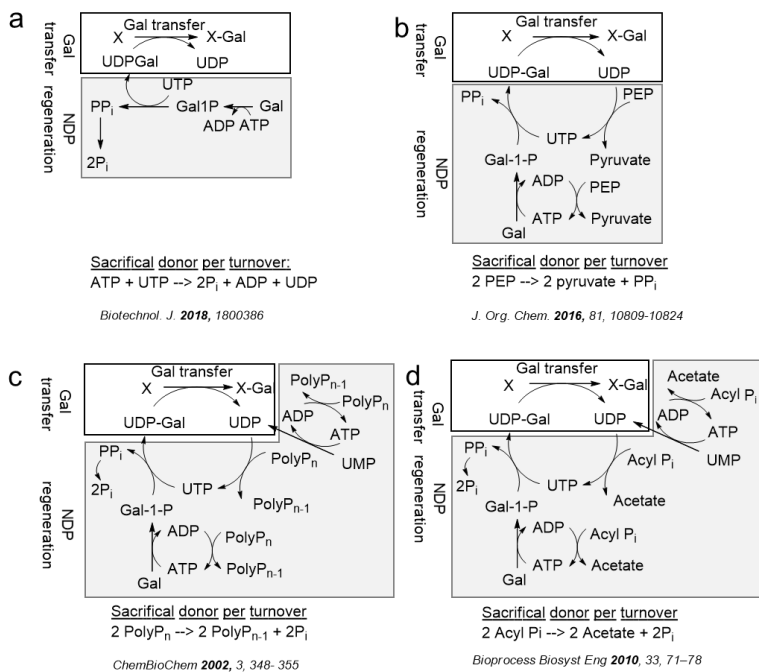 a
Gal transfer
Gal transfer
X
X-Gal
UDPGal
UDP
NDP regeneration
UTP
PPi
Gal1P
Gal
ADP ATP
2Pi
Sacrifical donor per turnover:
ATP + UTP --> 2Pi + ADP + UDP
Biotechnol. J. 2018, 1800386
b
Gal transfer
Gal transfer
X
X-Gal
UDP-Gal
UDP
NDP regeneration
PPi
PEP
UTP
Gal-1-P
Pyruvate
ADP
PEP
ATP
Pyruvate
Gal
Sacrifical donor per turnover
2 PEP --> 2 pyruvate + PPi
J. Org. Chem. 2016, 81, 10809-10824
c
Gal transfer
Gal transfer
X
X-Gal
UDP-Gal
UDP
PolyPn-1
PolyPn
ADP
ATP
UMP
NDP regeneration
PPi
PolyPn
2Pi
UTP
PolyPn-1
Gal-1-P
ADP
PolyPn
ATP
PolyPn-1
Gal
Sacrifical donor per turnover
2 PolyPn --> 2 PolyPn-1 + 2Pi
ChemBioChem 2002, 3, 348- 355
d
Gal transfer
Gal transfer
X
X-Gal
UDP-Gal
UDP
Acetate
Acyl Pi
ADP
ATP
UMP
NDP regeneration
PPi
Acyl Pi
2Pi
UTP
Acetate
Gal-1-P
ADP
Acyl Pi
ATP
Acetate
Gal
Sacrifical donor per turnover
2 Acyl Pi --> 2 Acetate + 2Pi
Bioprocess Biosyst Eng 2010, 33, 71–78